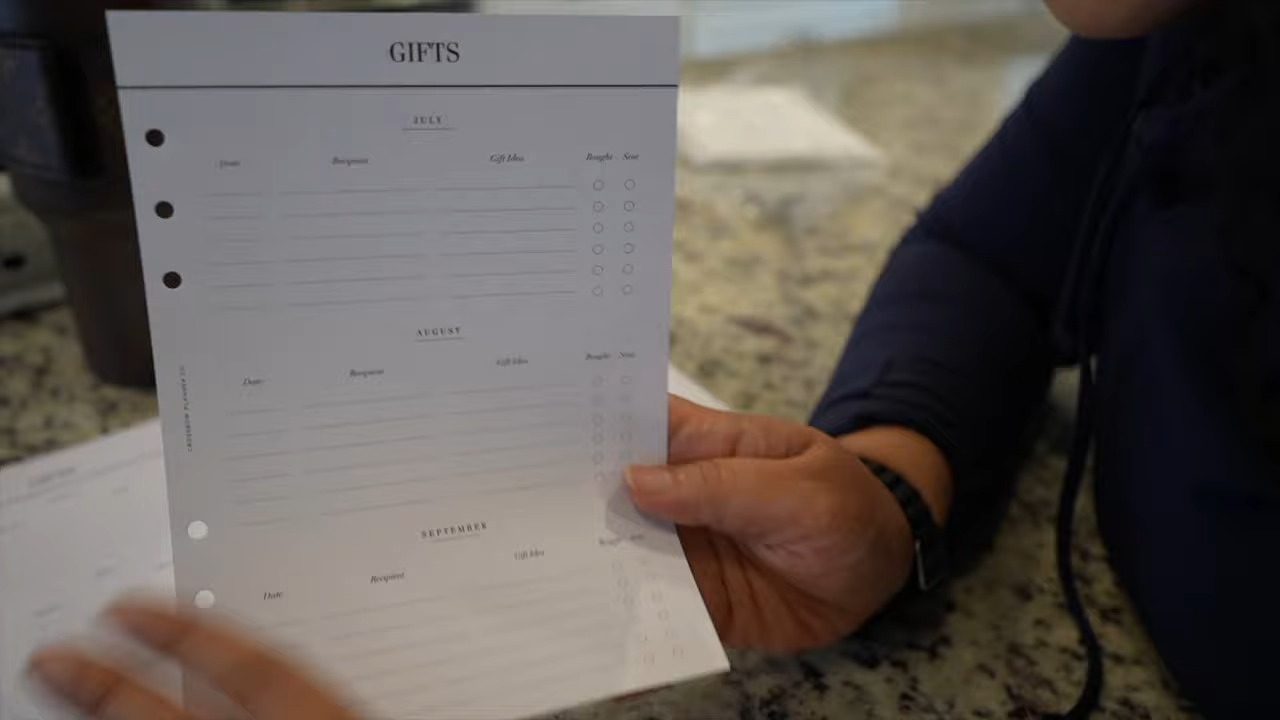 GIFTS
JULY
Date Recipient Gift Idea Bought Sent
AUGUST
Date Recipient Gift Idea Bought Sent
SEPTEMBER
Date Recipient Gift Idea